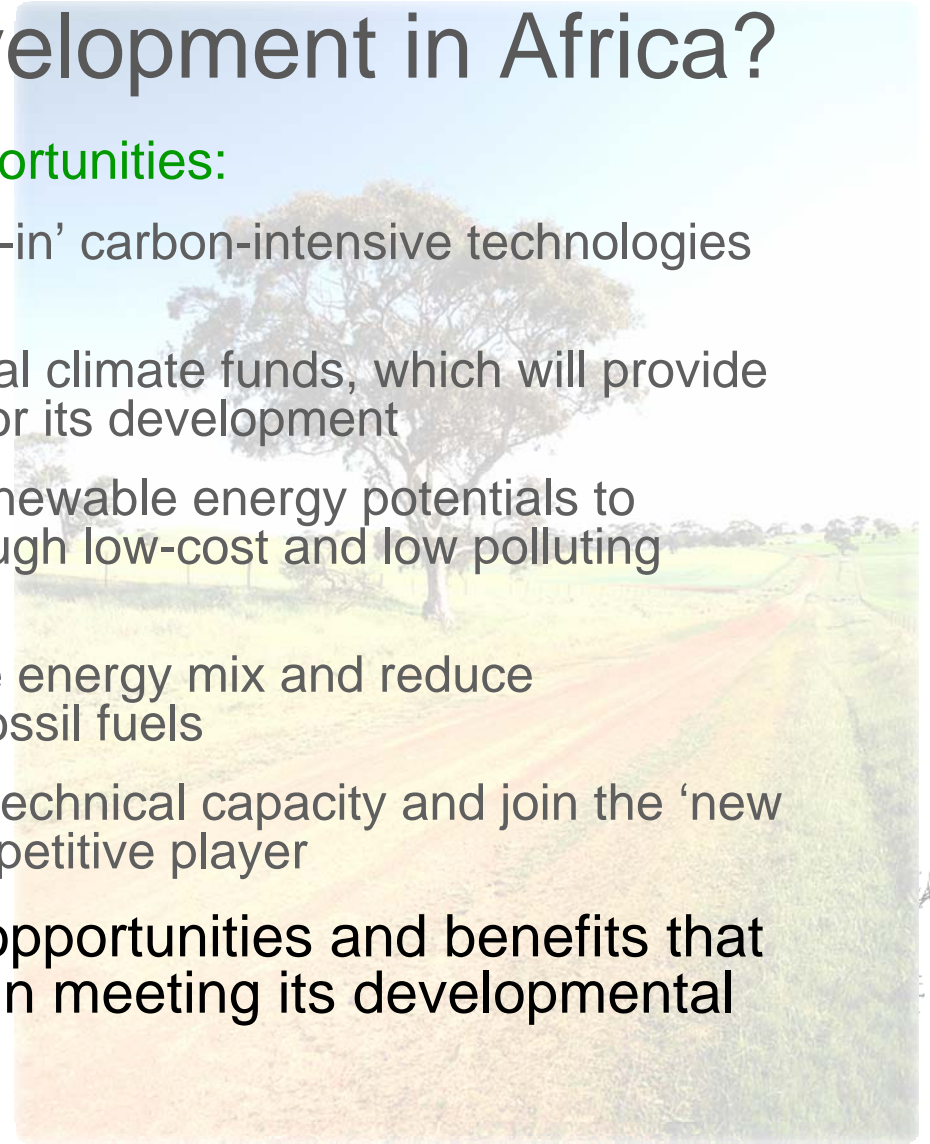 velopment in Africa?
ortunities:
-in’ carbon-intensive technologies
al climate funds, which will provide
or its development
newable energy potentials to
ugh low-cost and low polluting
e energy mix and reduce
ossil fuels
technical capacity and join the ‘new
petitive player
opportunities and benefits that
n meeting its developmental